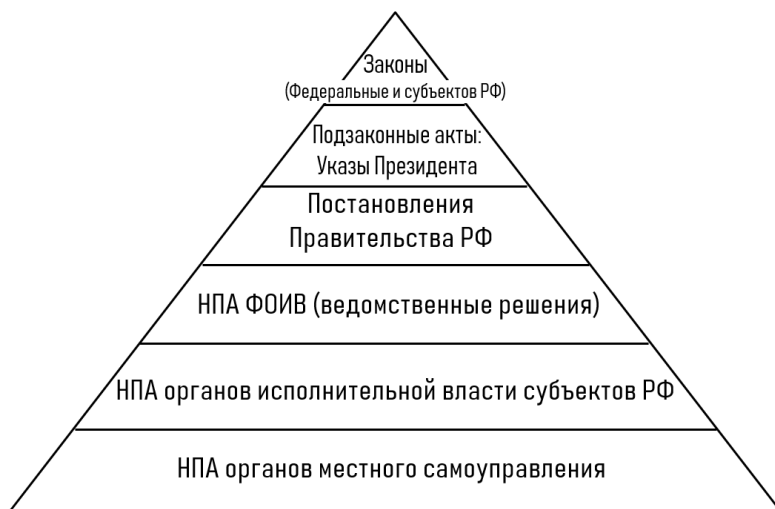 Законы
(Федеральные и субъектов РФ)
Подзаконные акты:
Указы Президента
Постановления
Правительства РФ
НПА ФОИВ (ведомственные решения)
НПА органов исполнительной власти субъектов РФ
НПА органов местного самоуправления